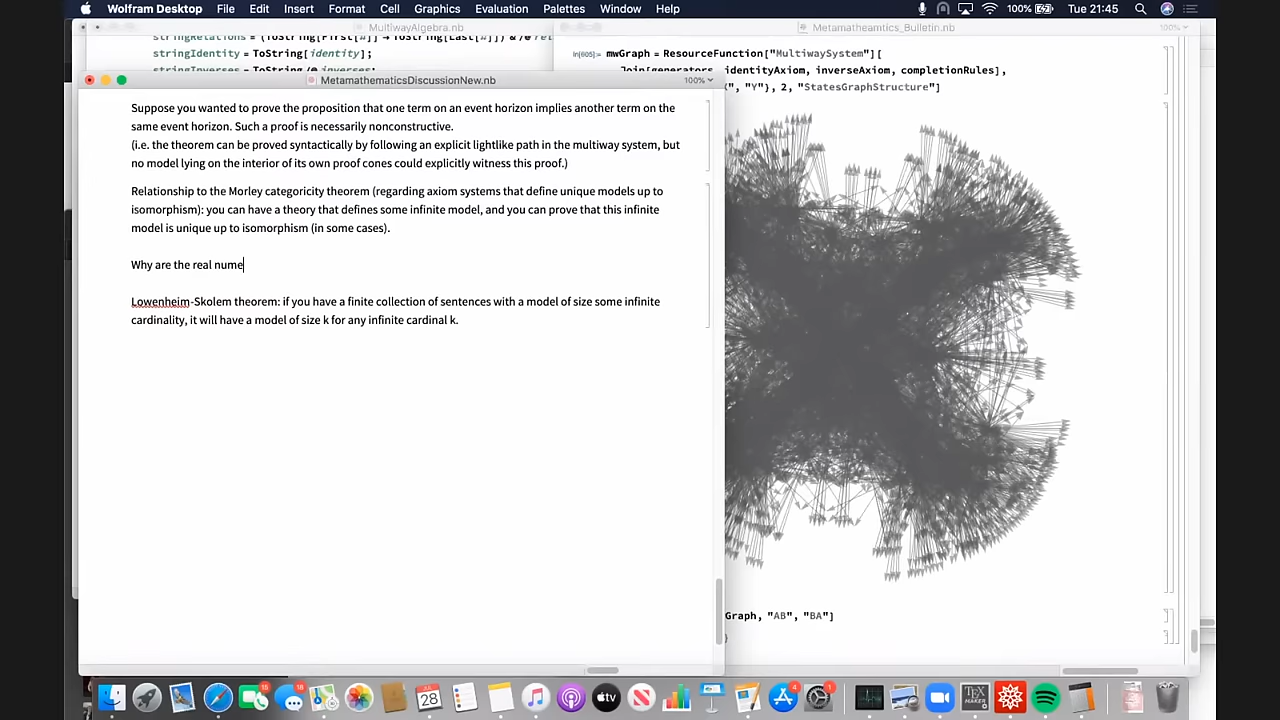 Wolfram Desktop File Edit Insert Format Cell Graphics Evaluation Palettes Window Help 100% Tue 21:45
MultiwayAlgebra.nb
Metamatheamtics_Bulletin.nb 100%
stringIdentity = ToString[identity];
In[605]:= mwGraph = ResourceFunction["MultiwaySystem"][
Join[generators, identityAxiom, inverseAxiom, completionRules],
"Y"}, 2, "StatesGraphStructure"]
MetamathematicsDiscussionNew.nb 100%
Suppose you wanted to prove the proposition that one term on an event horizon implies another term on the
same event horizon. Such a proof is necessarily nonconstructive.
(i.e. the theorem can be proved syntactically by following an explicit lightlike path in the multiway system, but
no model lying on the interior of its own proof cones could explicitly witness this proof.)
Relationship to the Morley categoricity theorem (regarding axiom systems that define unique models up to
isomorphism): you can have a theory that defines some infinite model, and you can prove that this infinite
model is unique up to isomorphism (in some cases).
Why are the real nume
Lowenheim-Skolem theorem: if you have a finite collection of sentences with a model of size some infinite
cardinality, it will have a model of size k for any infinite cardinal k.
Graph, "AB", "BA"]